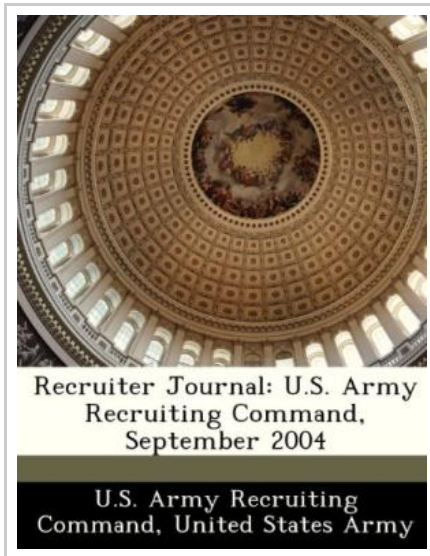 Recruiter Journal: U.S. Army
Recruiting Command,
September 2004
U.S. Army Recruiting
Command, United States Army